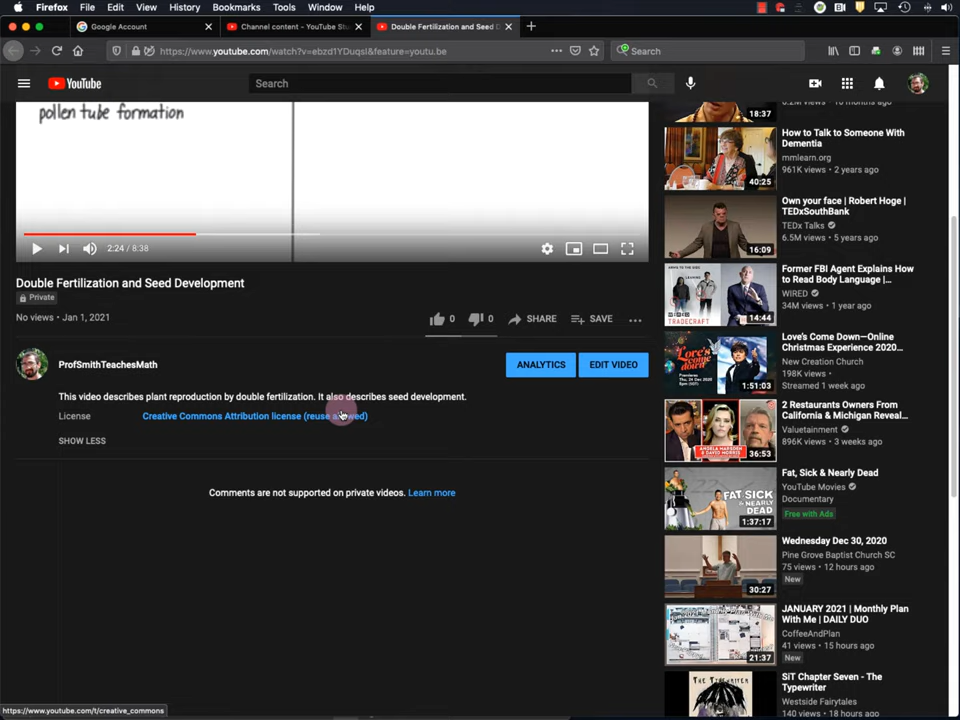 Firefox File Edit View History Bookmarks Tools Window Help
Google Account
Channel content - YouTube Stu
Double Fertilization and Seed D
https://www.youtube.com/watch?v=ebzd1YDuqsI&feature=youtu.be
Search
YouTube
Search
pollen tube formation
2:24 / 8:38
Double Fertilization and Seed Development
Private
No views • Jan 1, 2021
0
0
SHARE
SAVE
ProfSmithTeachesMath
ANALYTICS
EDIT VIDEO
This video describes plant reproduction by double fertilization. It also describes seed development.
License
Creative Commons Attribution license (reuse allowed)
SHOW LESS
Comments are not supported on private videos. Learn more
18:37
How to Talk to Someone With
Dementia
mmlearn.org
961K views • 2 years ago
40:25
Own your face | Robert Hoge |
TEDxSouthBank
TEDx Talks
6.5M views • 5 years ago
16:09
Former FBI Agent Explains How
to Read Body Language |...
WIRED
34M views • 1 year ago
TRADECRAFT
14:44
Love's Come Down—Online
Christmas Experience 2020...
New Creation Church
198K views •
Streamed 1 week ago
Love's
come
Down
1:51:03
2 Restaurants Owners From
California & Michigan Reveal...
Valuetainment
896K views • 3 weeks ago
36:53
Fat, Sick & Nearly Dead
YouTube Movies
Documentary
Free with Ads
FAT SICK
NEARLY
DEAD
1:37:17
Wednesday Dec 30, 2020
Pine Grove Baptist Church SC
75 views • 12 hours ago
New
30:27
JANUARY 2021 | Monthly Plan
With Me | DAILY DUO
CoffeeAndPlan
41 views • 15 hours ago
New
21:37
SiT Chapter Seven - The
Typewriter
Westside Fairytales
140 views • 18 hours ago
THE TYPEWRITER
https://www.youtube.com/t/creative_commons